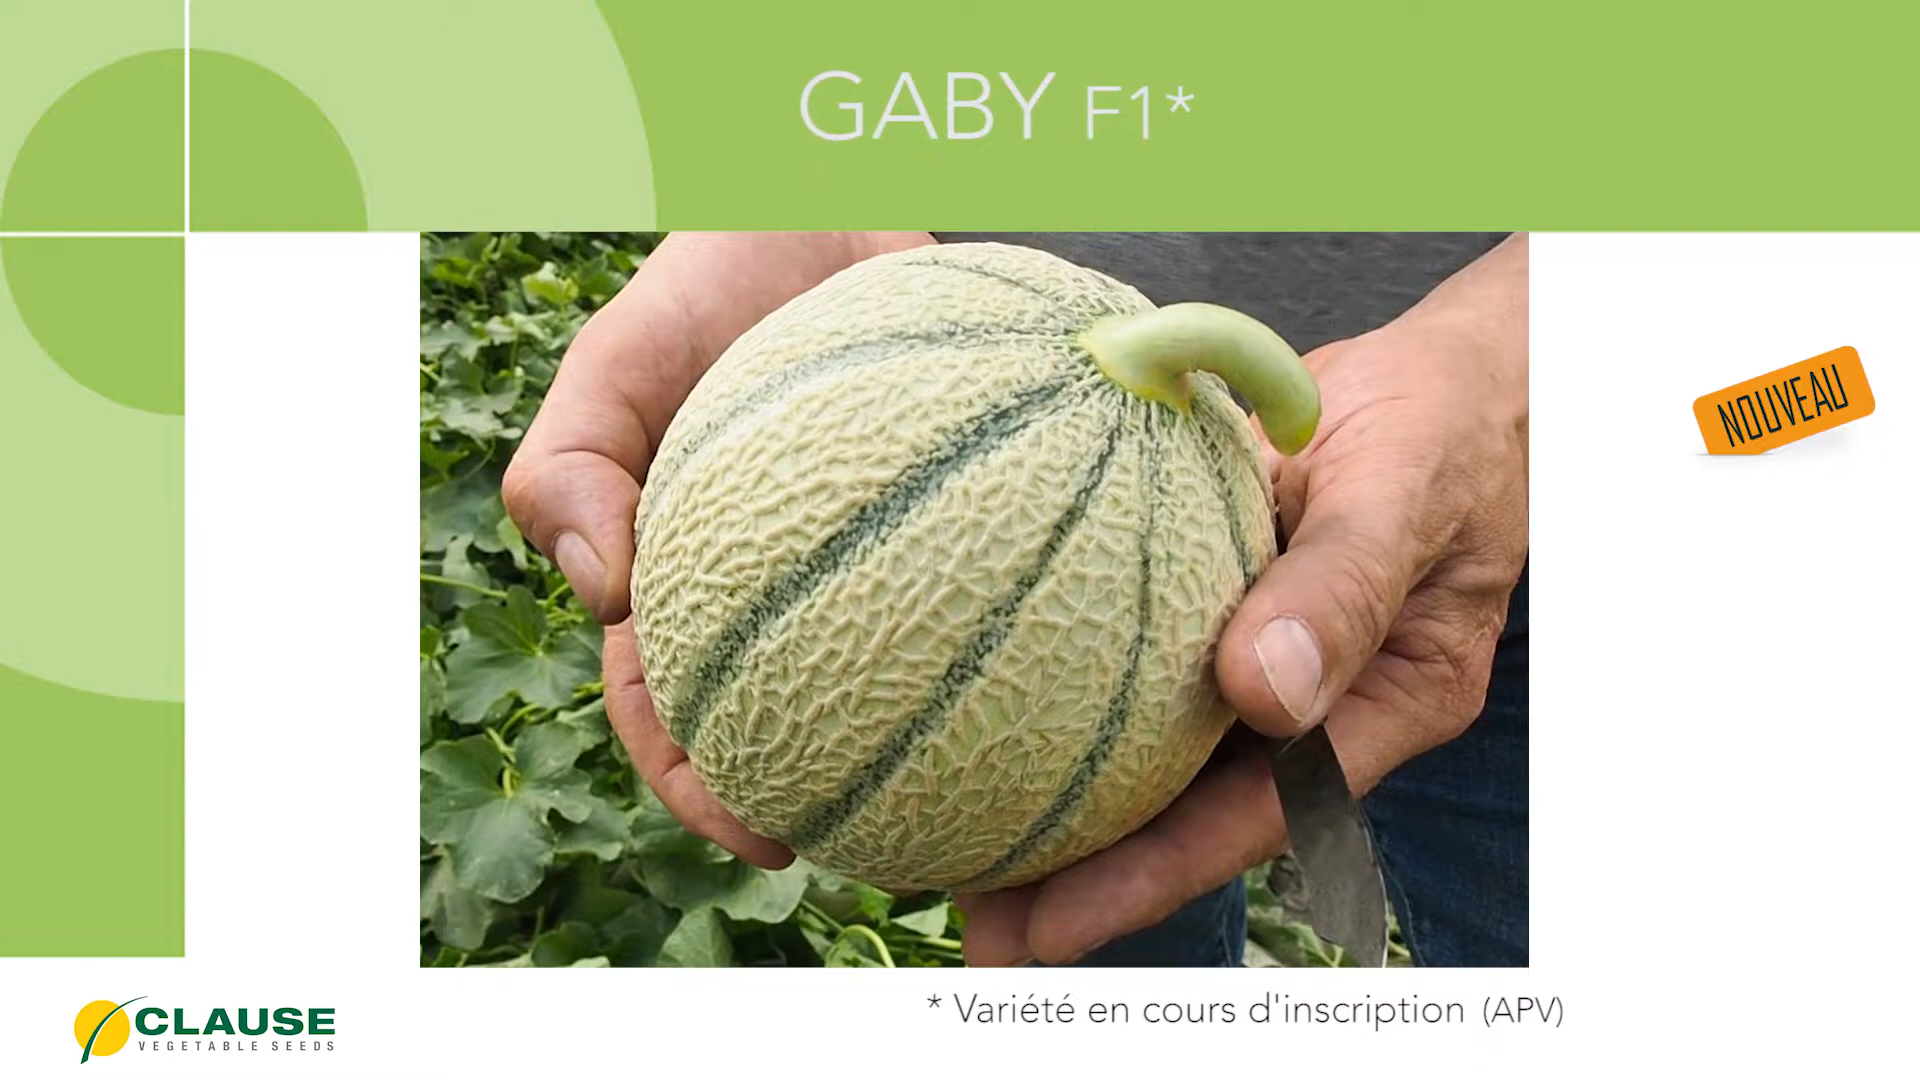 GABY F1*
NOUVEAU
* Variété en cours d'inscription (APV)
CLAUSE
VEGETABLE SEEDS